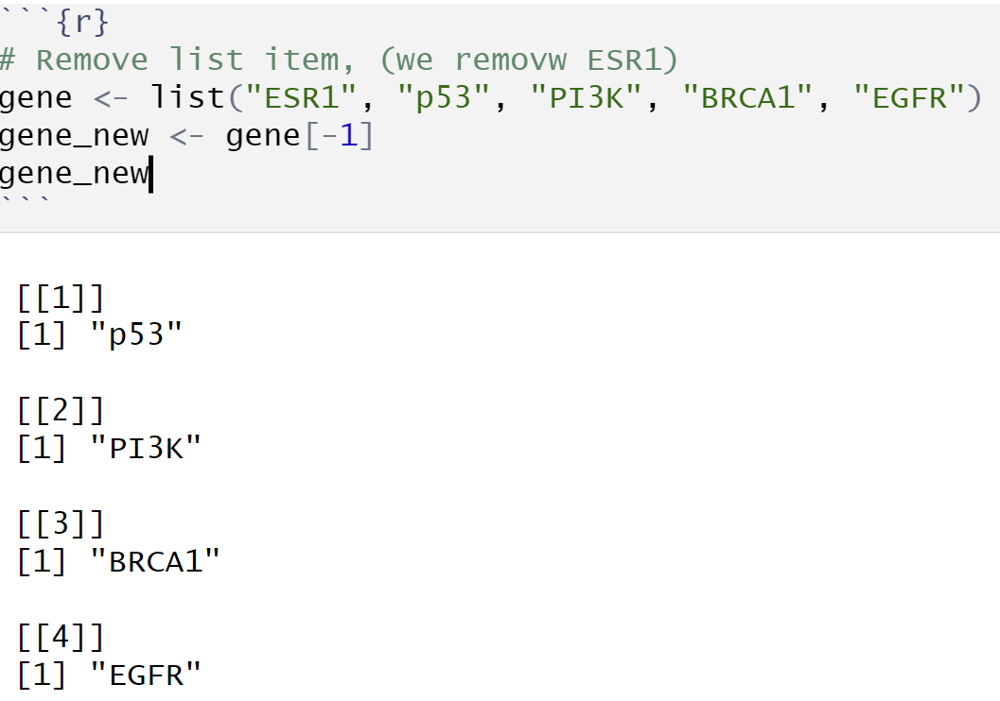 ```{r}
# Remove list item, (we removw ESR1)
gene <- list("ESR1", "p53", "PI3K", "BRCA1", "EGFR")
gene_new <- gene[-1]
gene_new
```
[[1]]
[1] "p53"
[[2]]
[1] "PI3K"
[[3]]
[1] "BRCA1"
[[4]]
[1] "EGFR"